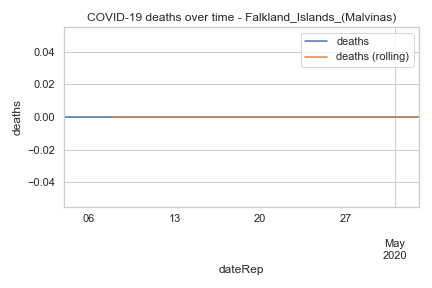 COVID-19 deaths over time - Falkland_Islands_(Malvinas)
deaths
deaths (rolling)
deaths
0.04
0.02
0.00
−0.02
−0.04
06
13
20
27
May
2020
dateRep